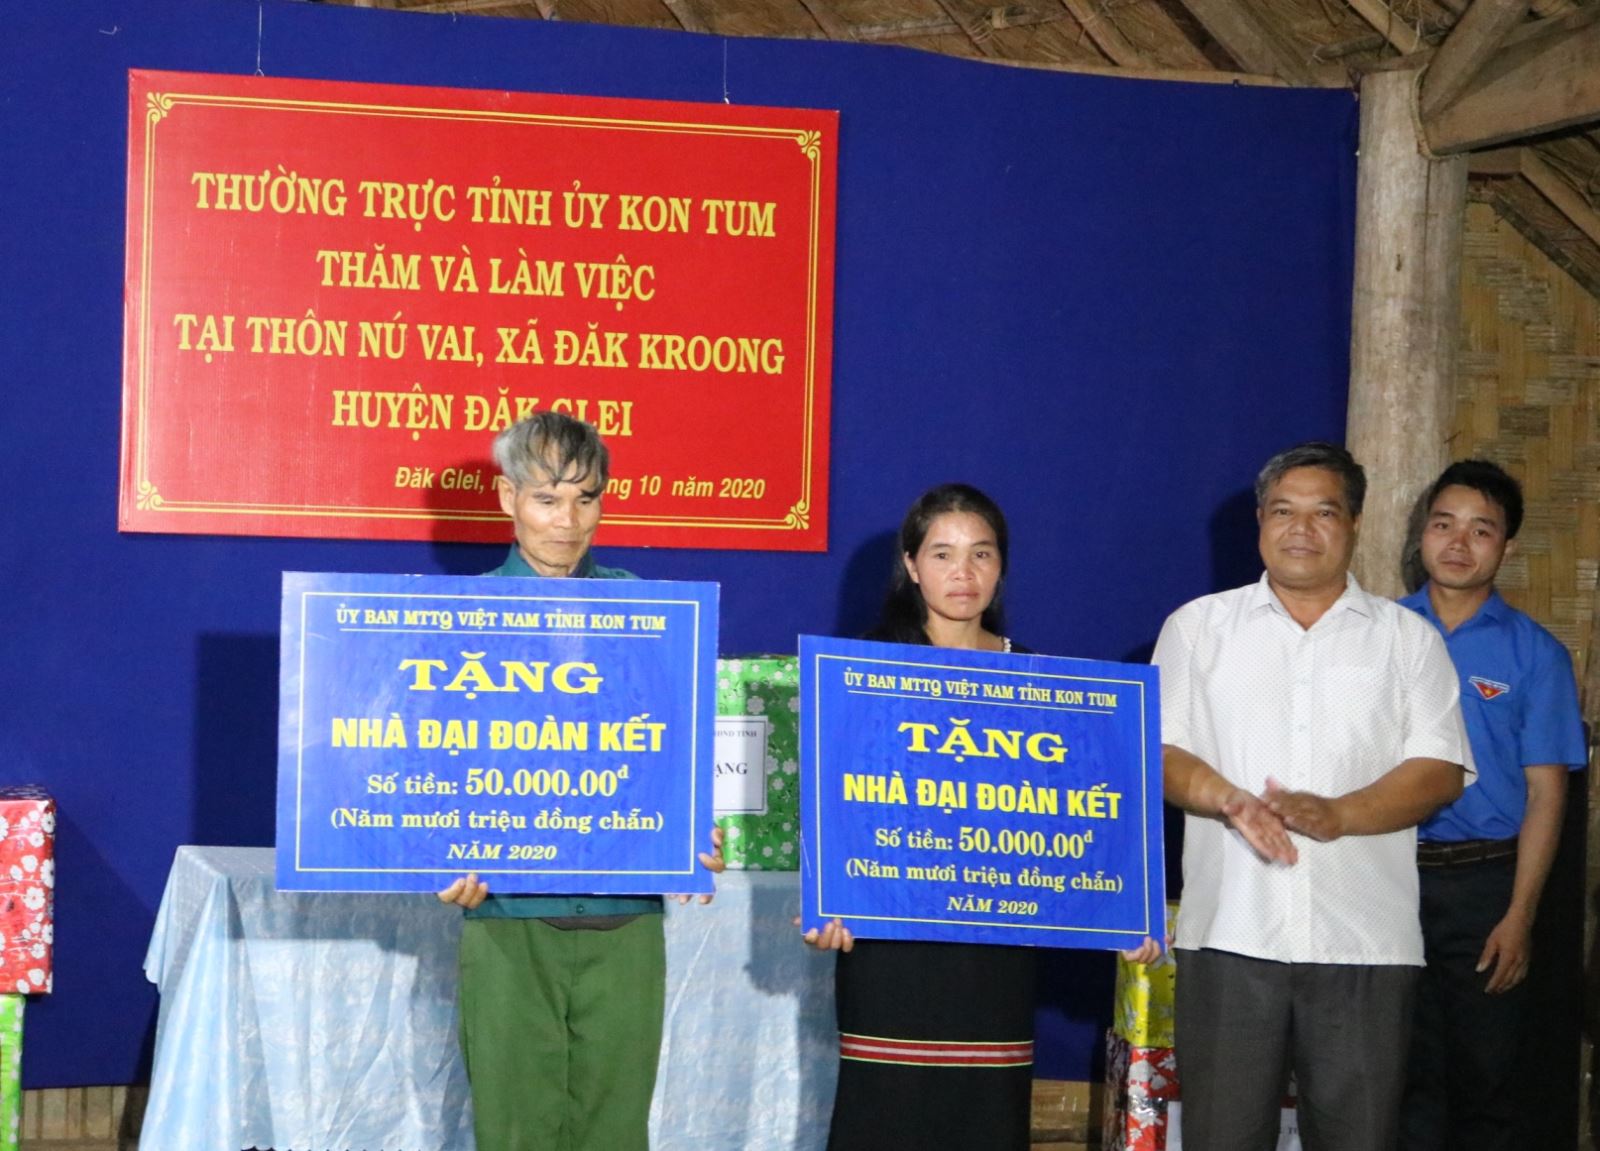 THƯỜNG TRỰC TỈNH ỦY KON TUM
THĂM VÀ LÀM VIỆC
TẠI THÔN NÚ VAI, XÃ ĐĂK KROONG
HUYỆN ĐĂK GLEI
Đăk Glei, 10 năm 2020
ỦY BAN MTTQ VIỆT NAM TỈNH KON TUM
TẶNG
NHÀ ĐẠI ĐOÀN KẾT
Số tiền: 50.000.00đ
(Năm mươi triệu đồng chẵn)
NĂM 2020
HĐND TỈNH
ẶNG
ỦY BAN MTTQ VIỆT NAM TỈNH KON TUM
TẶNG
NHÀ ĐẠI ĐOÀN KẾT
Số tiền: 50.000.00đ
(Năm mươi triệu đồng chẵn)
NĂM 2020